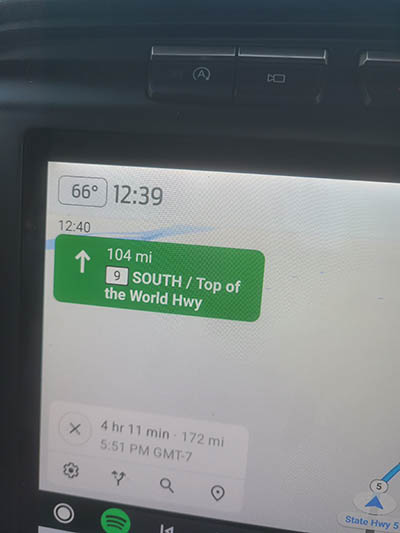 A
66° 12:39
12:40
104 mi
9 SOUTH / Top of
the World Hwy
4 hr 11 min · 172 mi
5:51 PM GMT-7
5
State Hwy 5